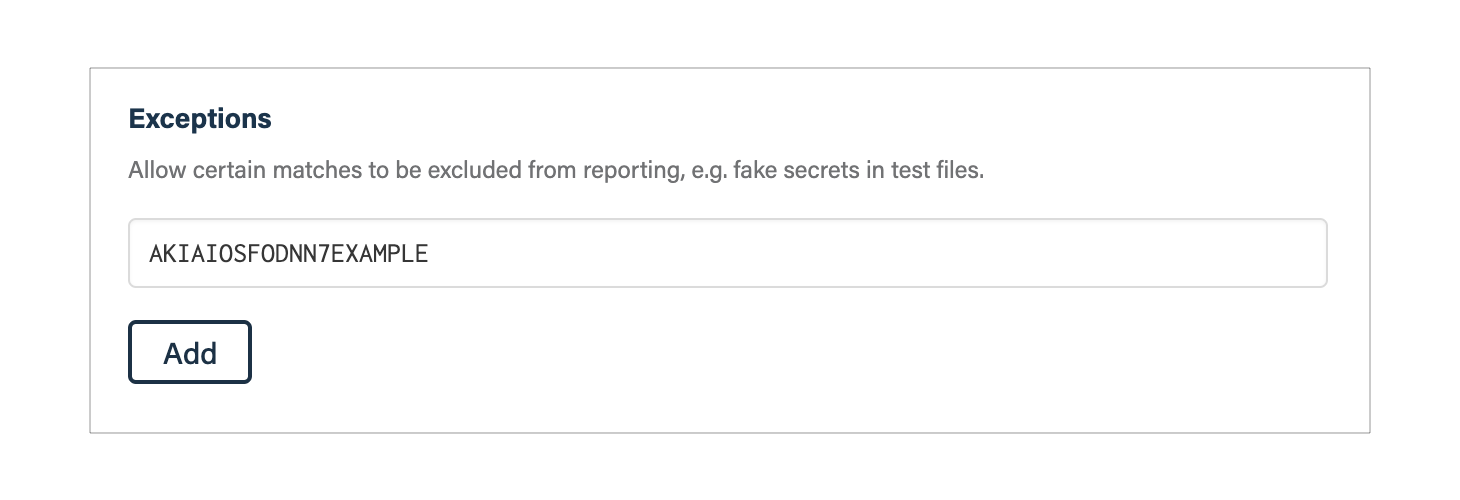 Exceptions
Allow certain matches to be excluded from reporting, e.g. fake secrets in test files.
AKIAIOSFODNN7EXAMPLE
Add